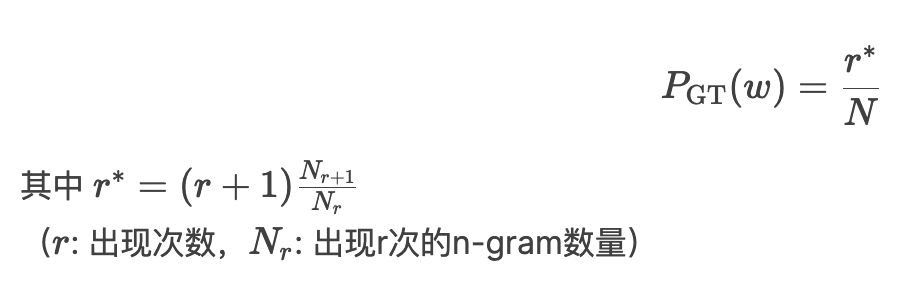 P_GT(w) = r*/N
其中 r* = (r + 1) N_{r+1}/N_r
（r: 出现次数，N_r: 出现r次的n-gram数量）